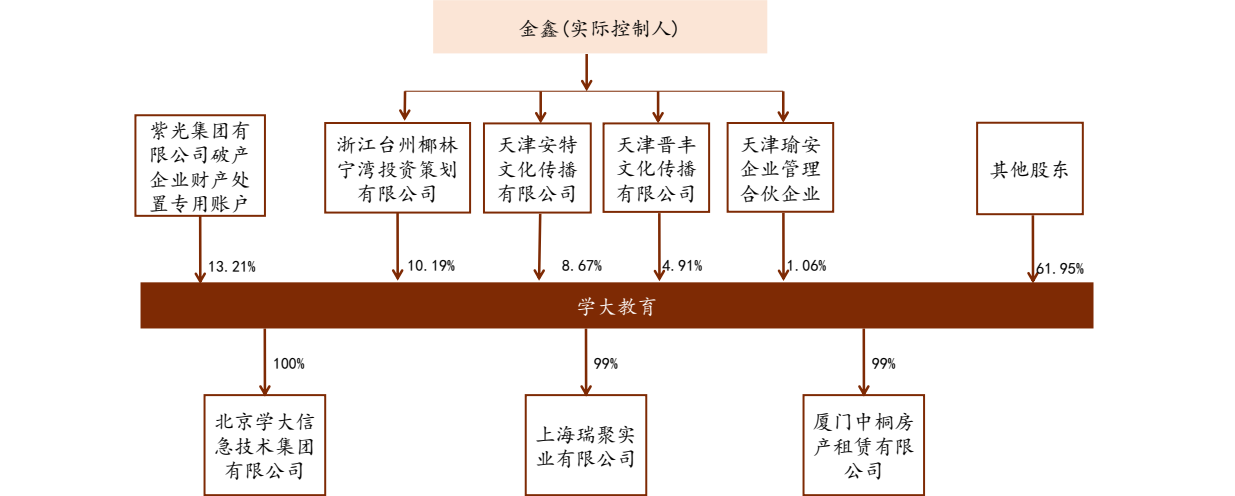 金鑫(实际控制人)
紫光集团有
限公司破产
企业财产处
置专用账户
浙江台州椰林
宁湾投资策划
有限公司
天津安特
文化传播
有限公司
天津晋丰
文化传播
有限公司
天津瑜安
企业管理
合伙企业
其他股东
13.21%
10.19%
8.67%
4.91%
1.06%
61.95%
学大教育
100%
99%
99%
北京学大信
急技术集团
有限公司
上海瑞聚实
业有限公司
厦门中桐房
产租赁有限
公司